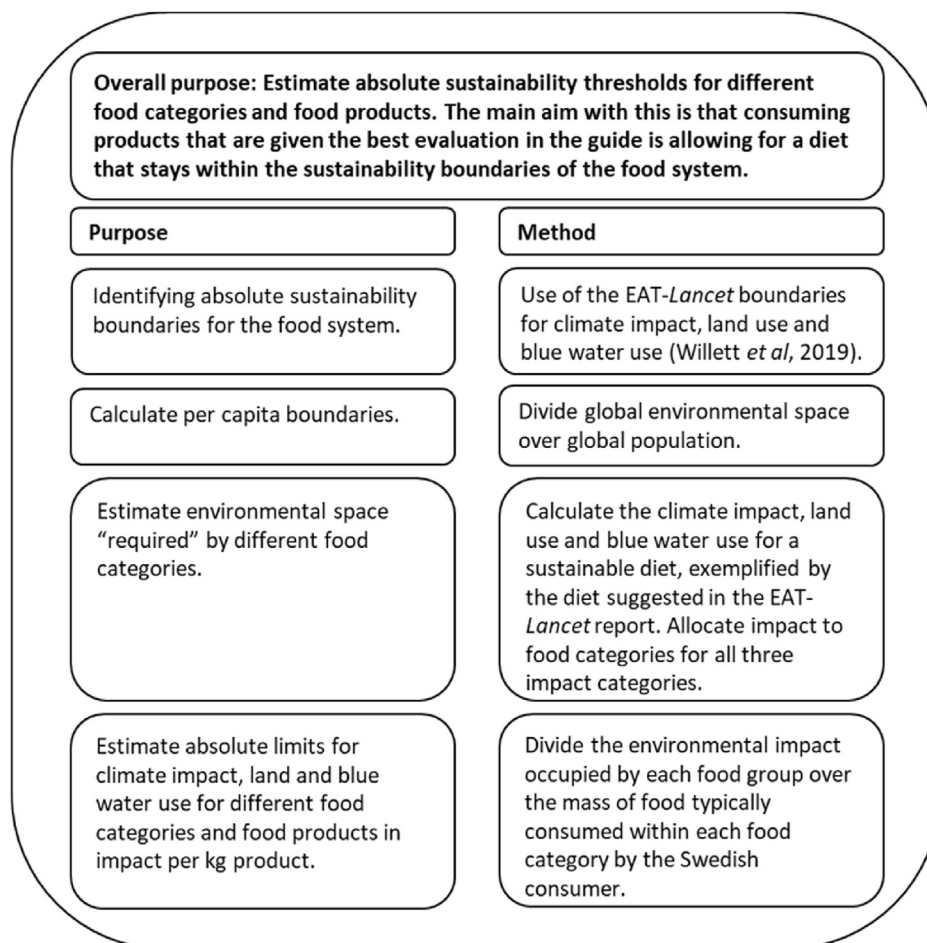 Overall purpose: Estimate absolute sustainability thresholds for different
food categories and food products. The main aim with this is that consuming
products that are given the best evaluation in the guide is allowing for a diet
that stays within the sustainability boundaries of the food system.
Purpose
Method
Identifying absolute sustainability
boundaries for the food system.
Use of the EAT-Lancet boundaries
for climate impact, land use and
blue water use (Willett et al, 2019).
Calculate per capita boundaries.
Divide global environmental space
over global population.
Estimate environmental space
“required” by different food
categories.
Calculate the climate impact, land
use and blue water use for a
sustainable diet, exemplified by
the diet suggested in the EAT-
Lancet report. Allocate impact to
food categories for all three
impact categories.
Estimate absolute limits for
climate impact, land and blue
water use for different food
categories and food products in
impact per kg product.
Divide the environmental impact
occupied by each food group over
the mass of food typically
consumed within each food
category by the Swedish
consumer.